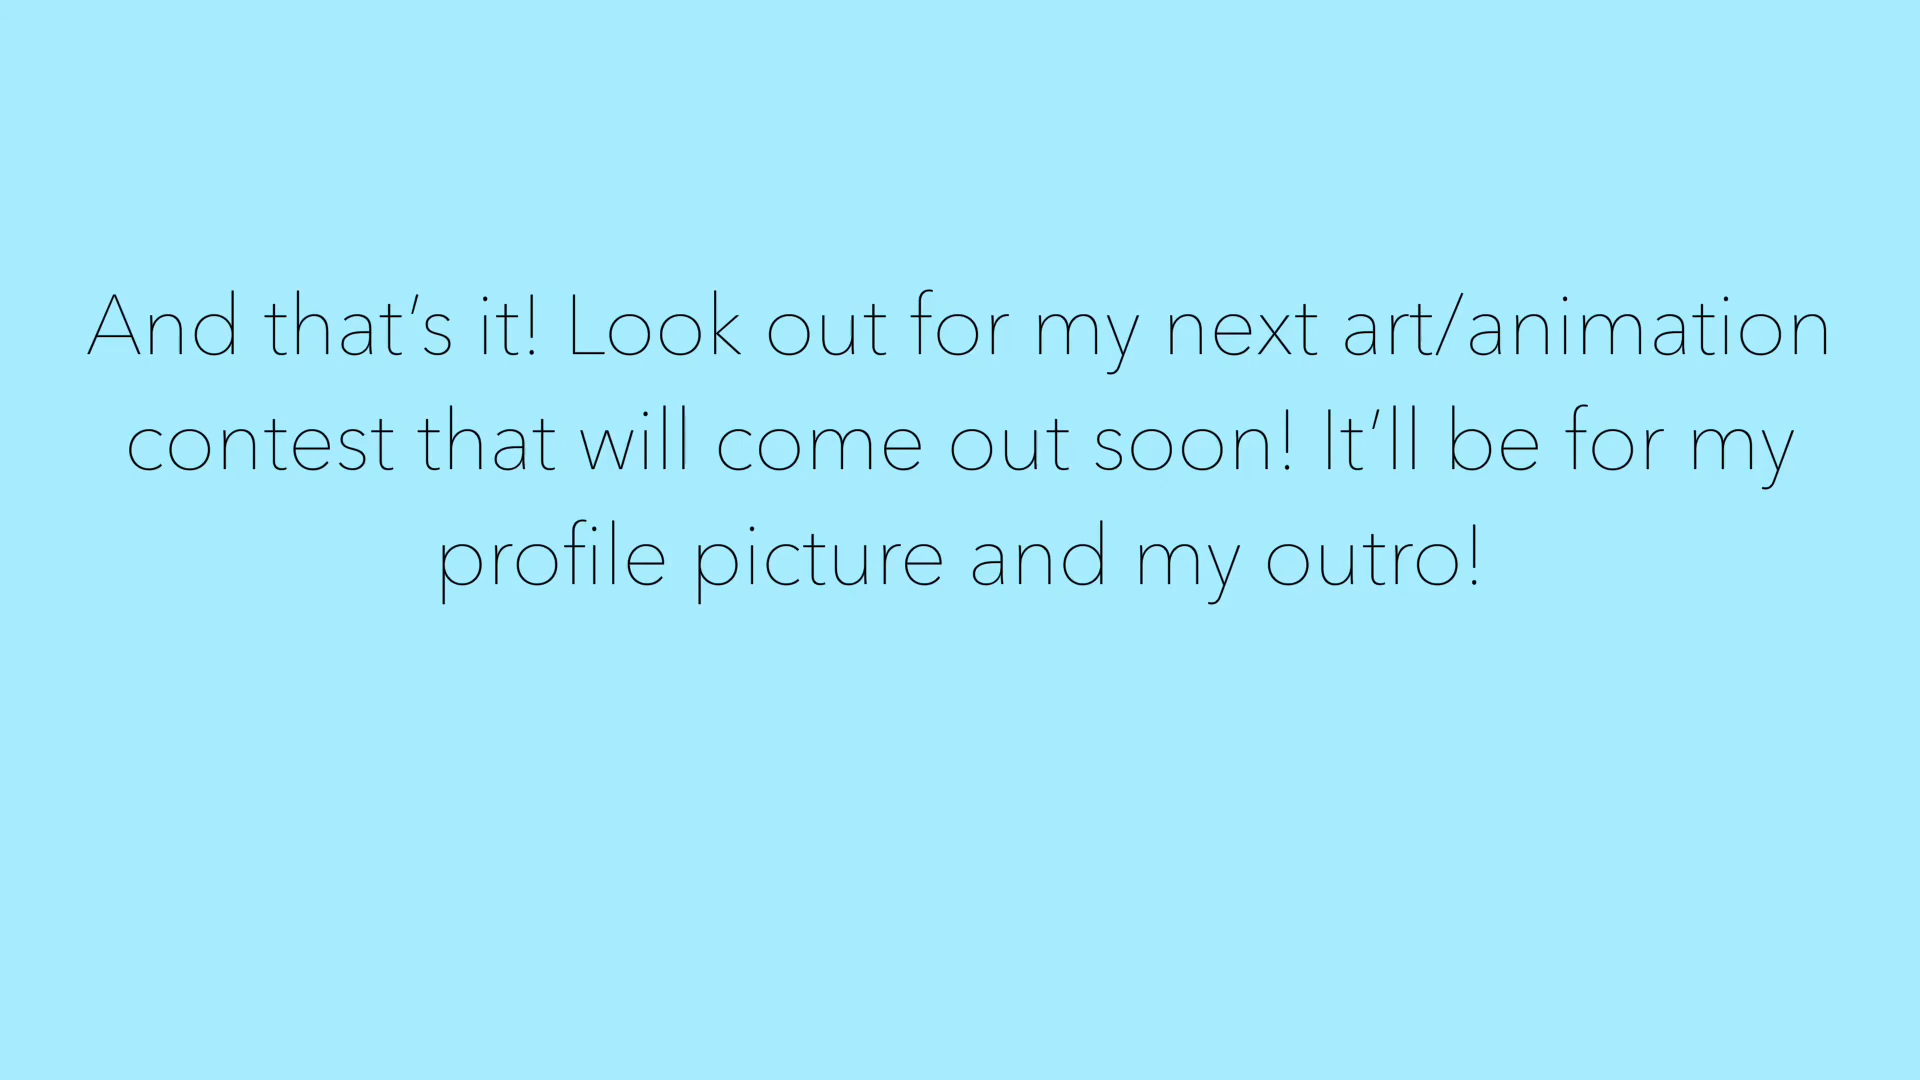 And that’s it! Look out for my next art/animation
contest that will come out soon! It’ll be for my
profile picture and my outro!